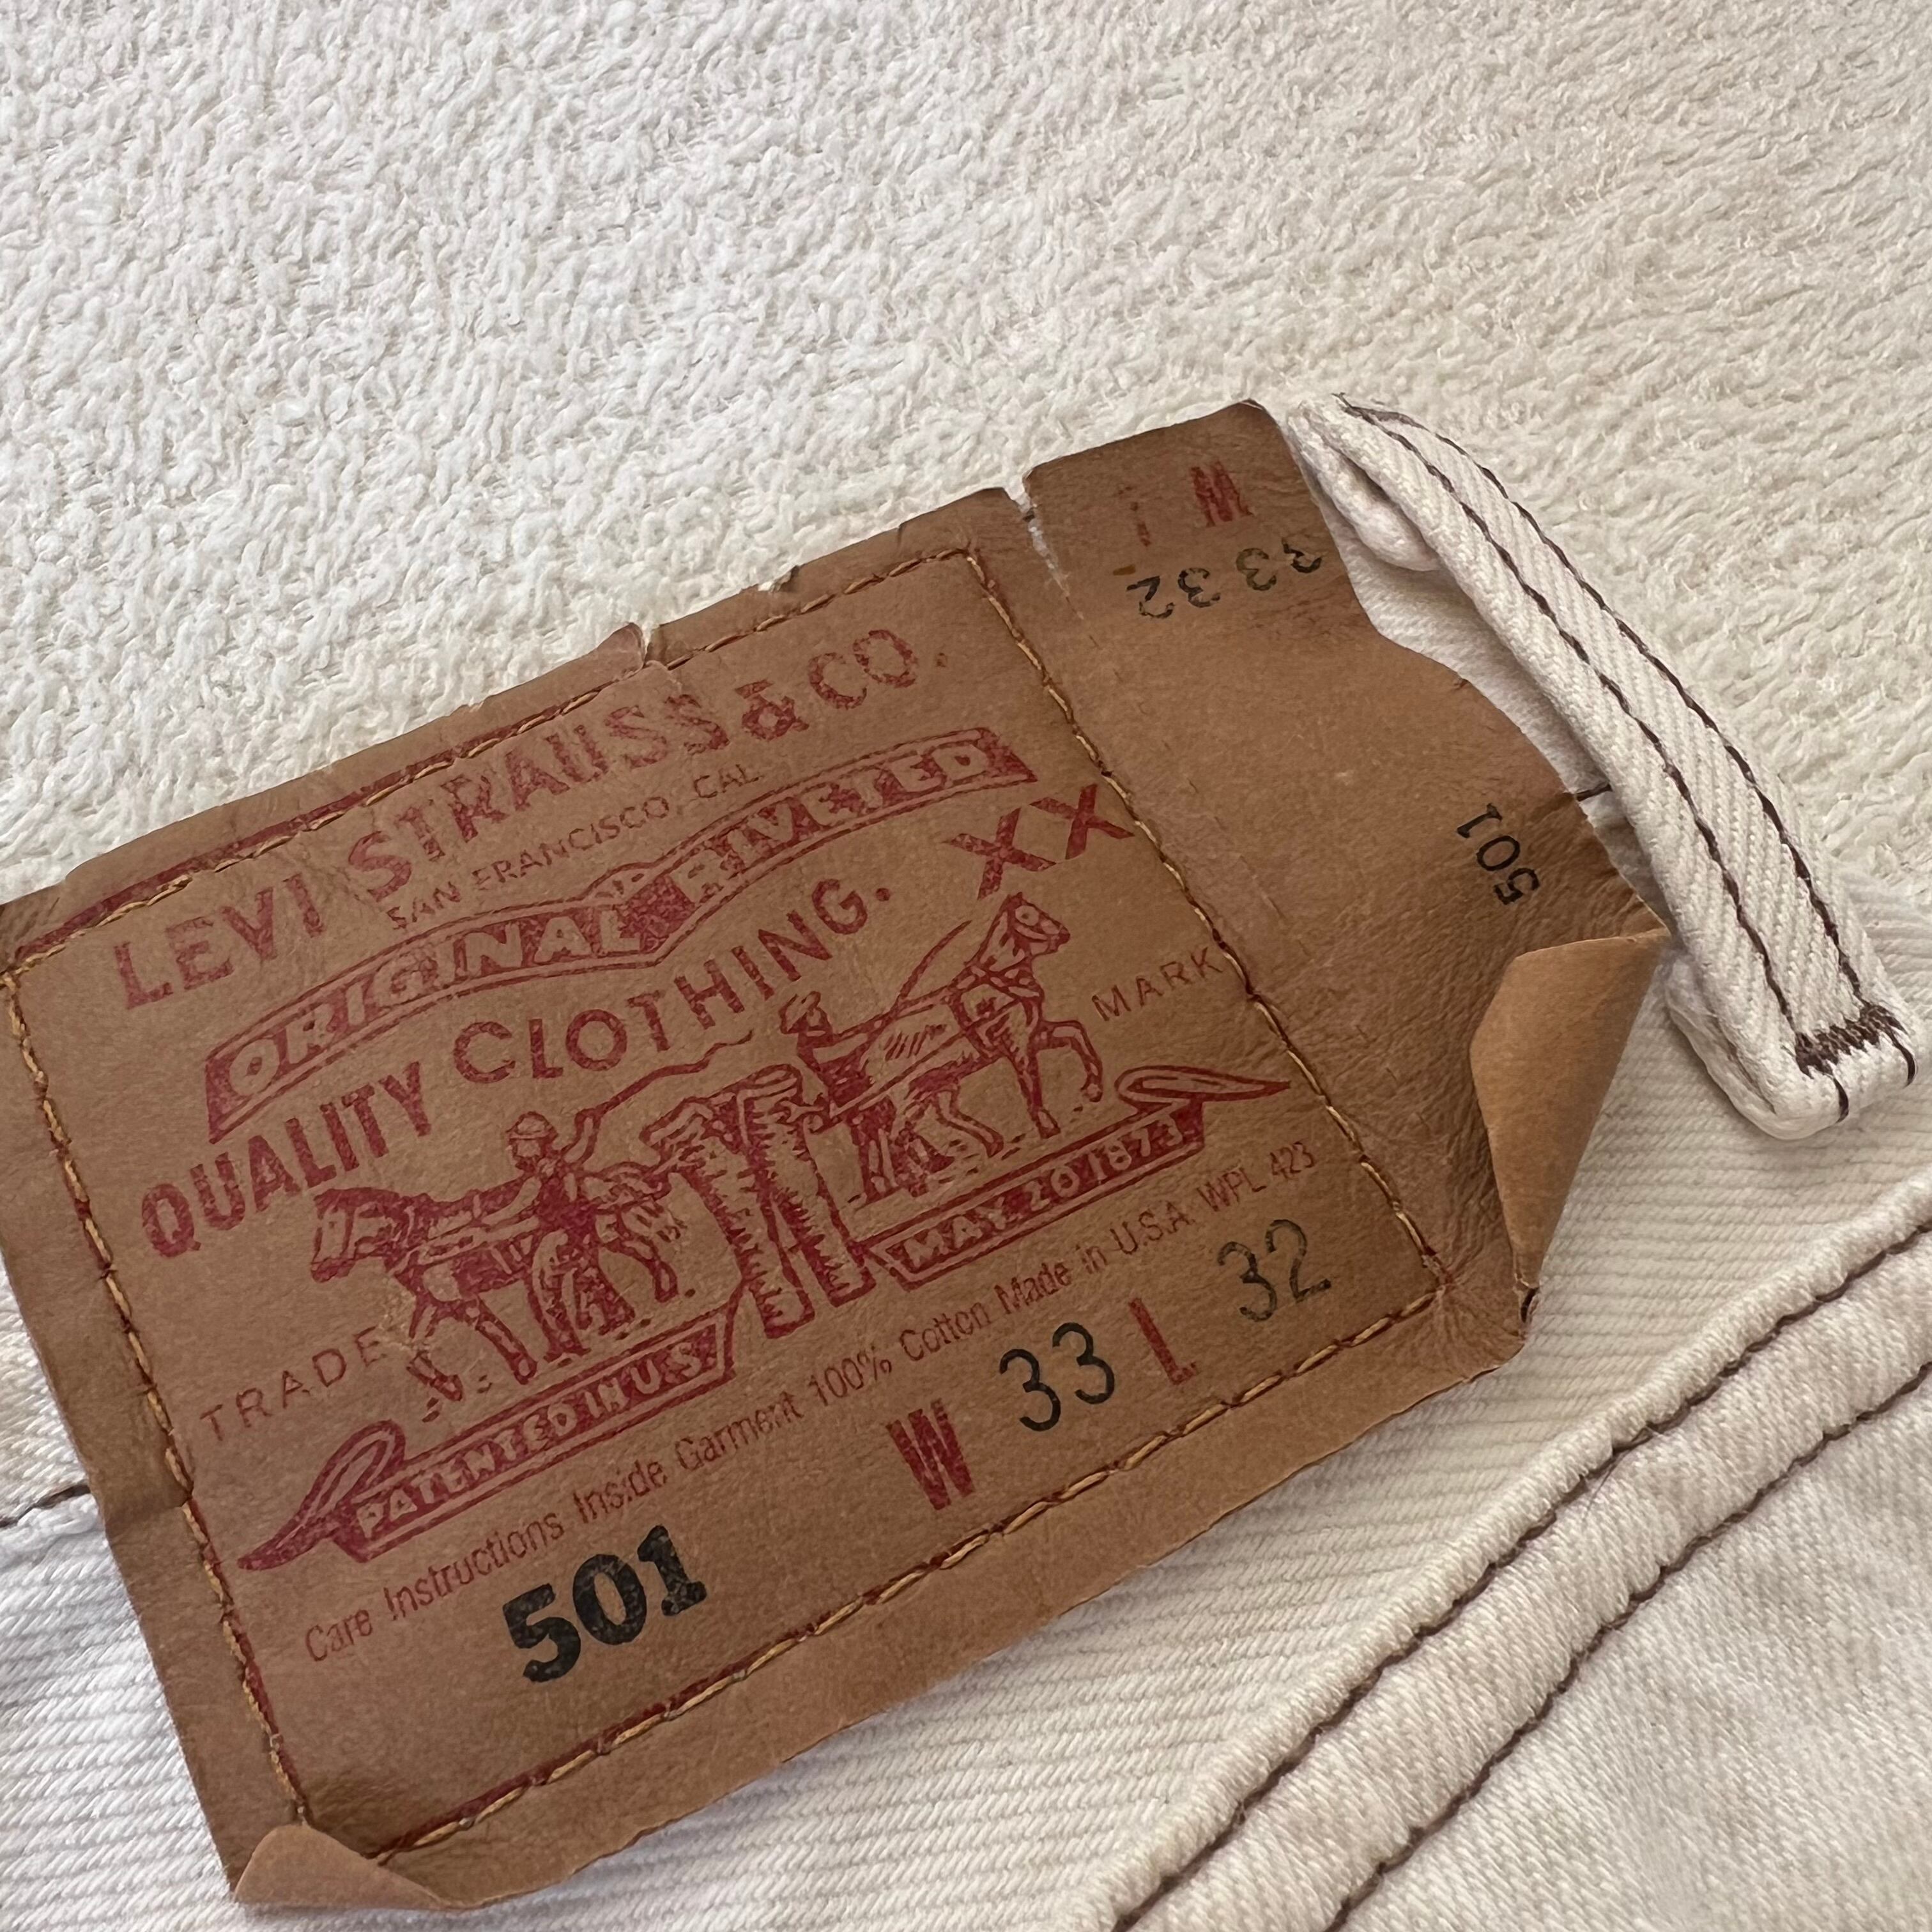 LEVI STRAUSS & CO.
SAN FRANCISCO, CAL.
ORIGINAL RIVETED
QUALITY CLOTHING. XX
TRADE MARK
PATENTED IN U.S. MAY 20 1873
Care Instructions Inside Garment 100% Cotton Made in U.S.A. WPL 423
501 W 33 L 32
W
33 32
501